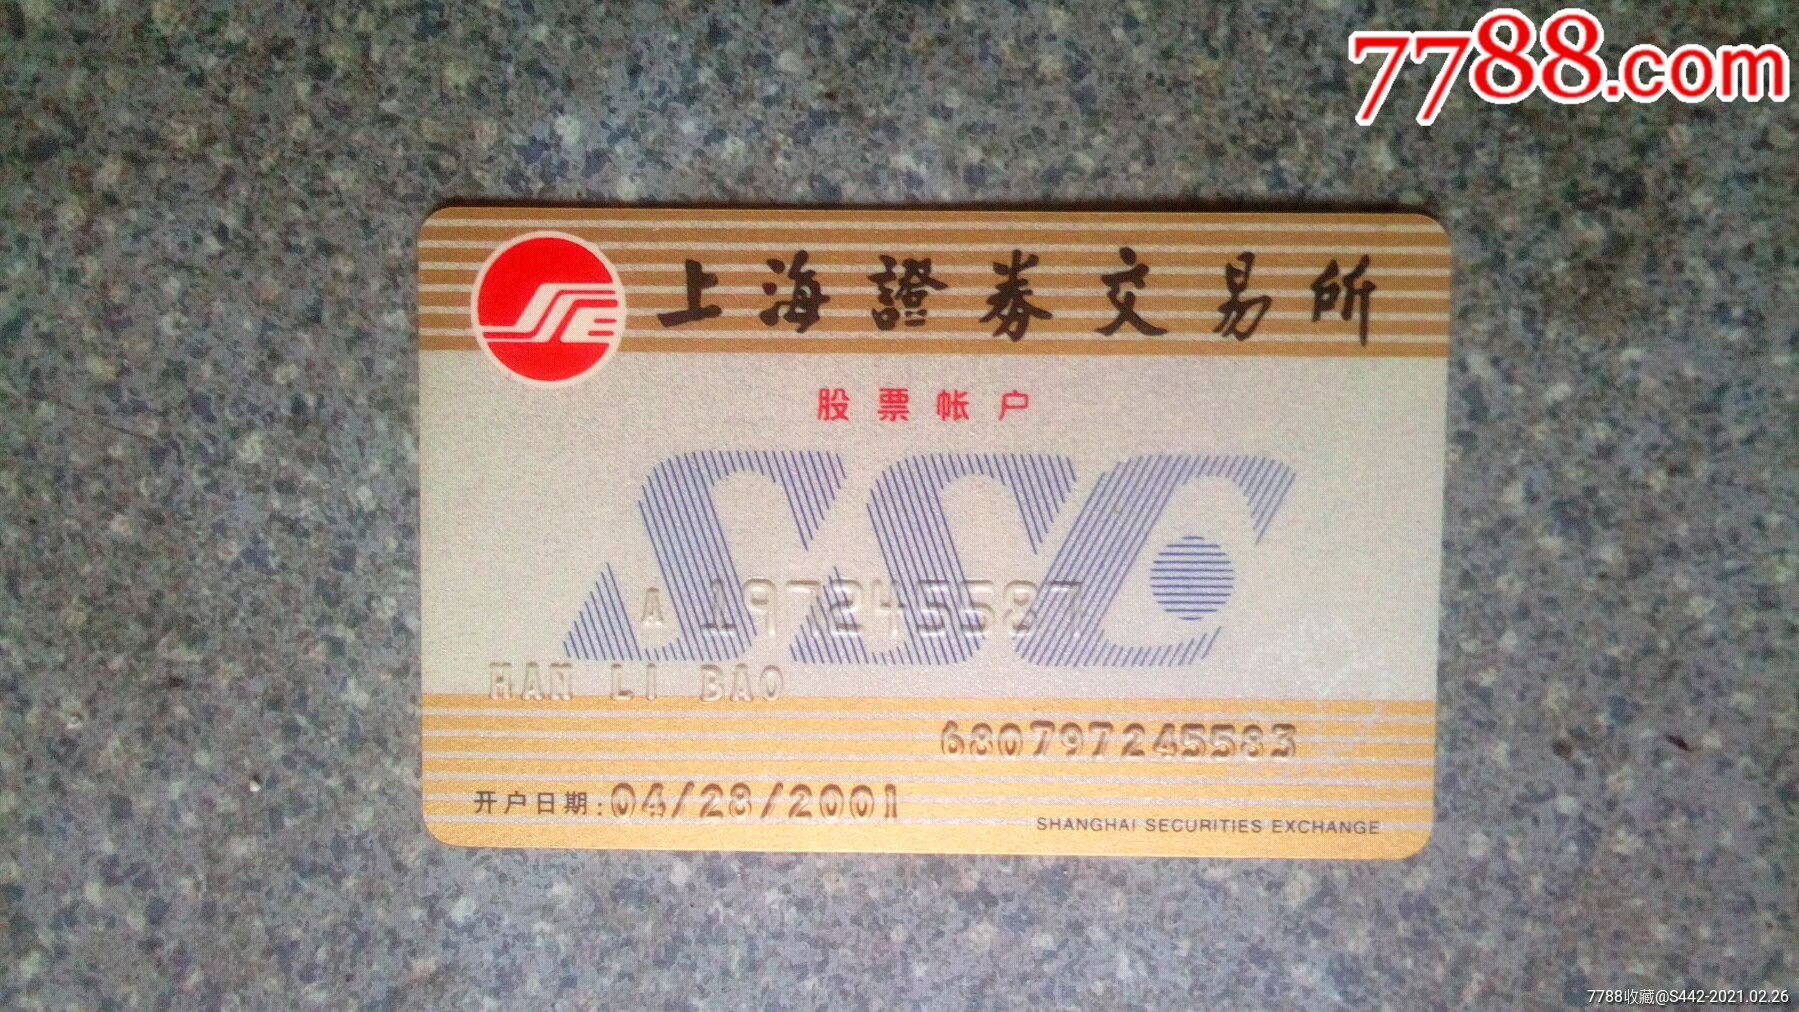 7788.com
上海證券交易所
股票帐户
SSC
A 197245587
HAN LI BAO
680797245583
开户日期:04/28/2001
SHANGHAI SECURITIES EXCHANGE
7788收藏@S442-2021.02.26